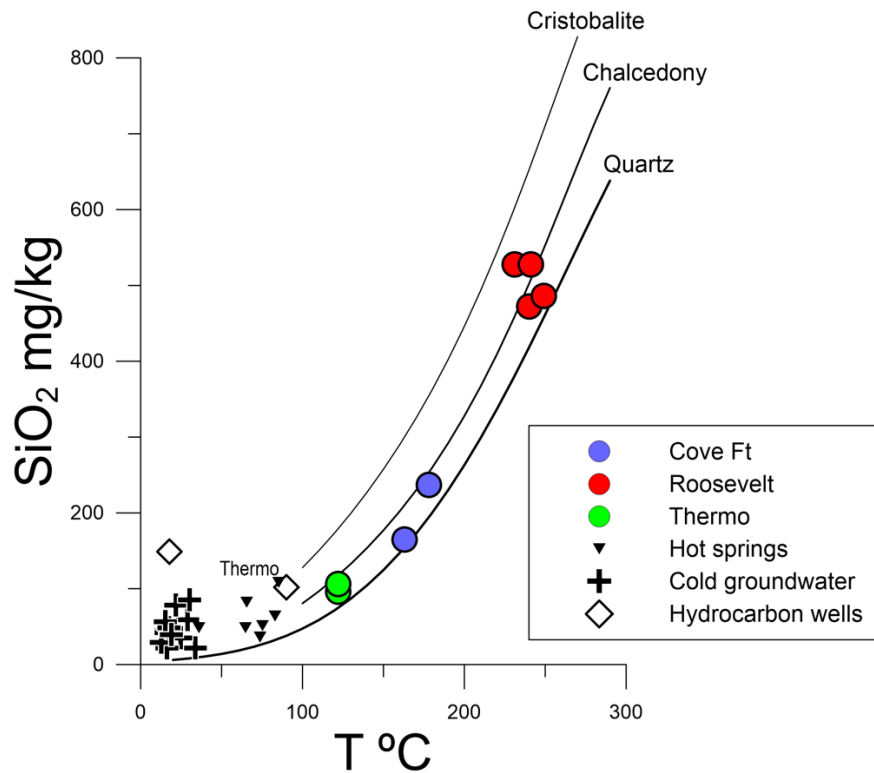 Cristobalite
800
Chalcedony
Quartz
600
SiO₂ mg/kg
400
Cove Ft
Roosevelt
200
Thermo
Thermo
Hot springs
Cold groundwater
Hydrocarbon wells
0
0 100 200 300
T ºC